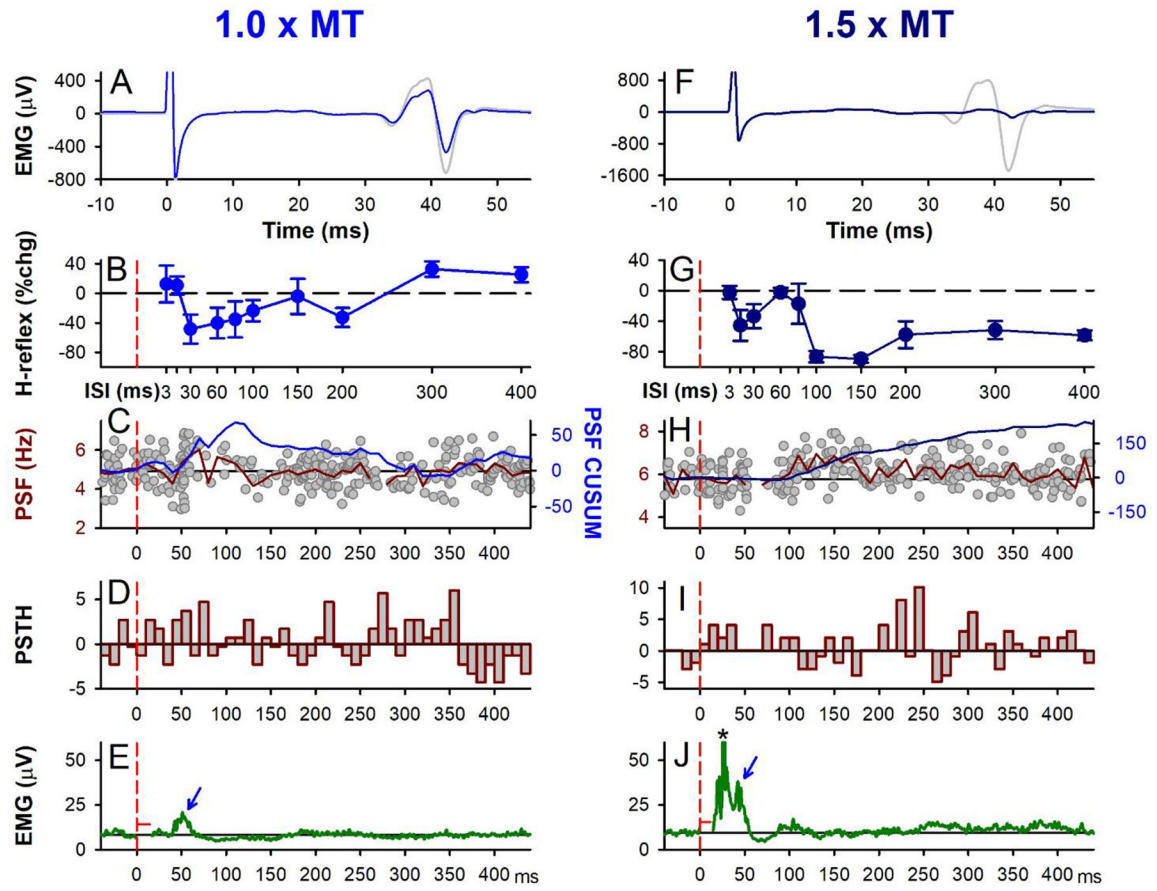 1.0 x MT
1.5 x MT
A
EMG (µV)
400
0
-400
-800
-10 0 10 20 30 40 50
Time (ms)
F
800
0
-800
-1600
-10 0 10 20 30 40 50
Time (ms)
B
H-reflex (%chg)
40
0
-40
-80
ISI (ms) 3 30 60 100 150 200 300 400
G
40
0
-40
-80
3 30 60 100 150 200 300 400
C
PSF (Hz)
6
4
2
50
0
-50
PSF CUSUM
0 50 100 150 200 250 300 350 400
H
8
6
4
150
0
-150
0 50 100 150 200 250 300 350 400
D
PSTH
5
0
-5
0 50 100 150 200 250 300 350 400
I
10
5
0
-5
0 50 100 150 200 250 300 350 400
E
EMG (µV)
50
25
0
0 50 100 150 200 250 300 350 400 ms
J
*
50
25
0
0 50 100 150 200 250 300 350 400 ms